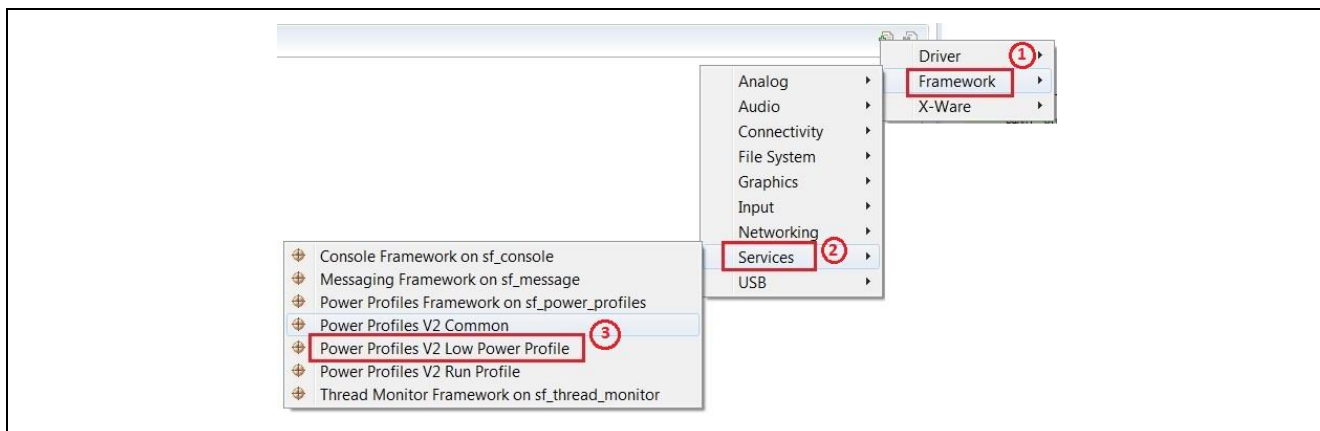 Driver
1
Framework
X-Ware
Analog
Audio
Connectivity
File System
Graphics
Input
Networking
Services
2
USB
Console Framework on sf_console
Messaging Framework on sf_message
Power Profiles Framework on sf_power_profiles
Power Profiles V2 Common
3
Power Profiles V2 Low Power Profile
Power Profiles V2 Run Profile
Thread Monitor Framework on sf_thread_monitor